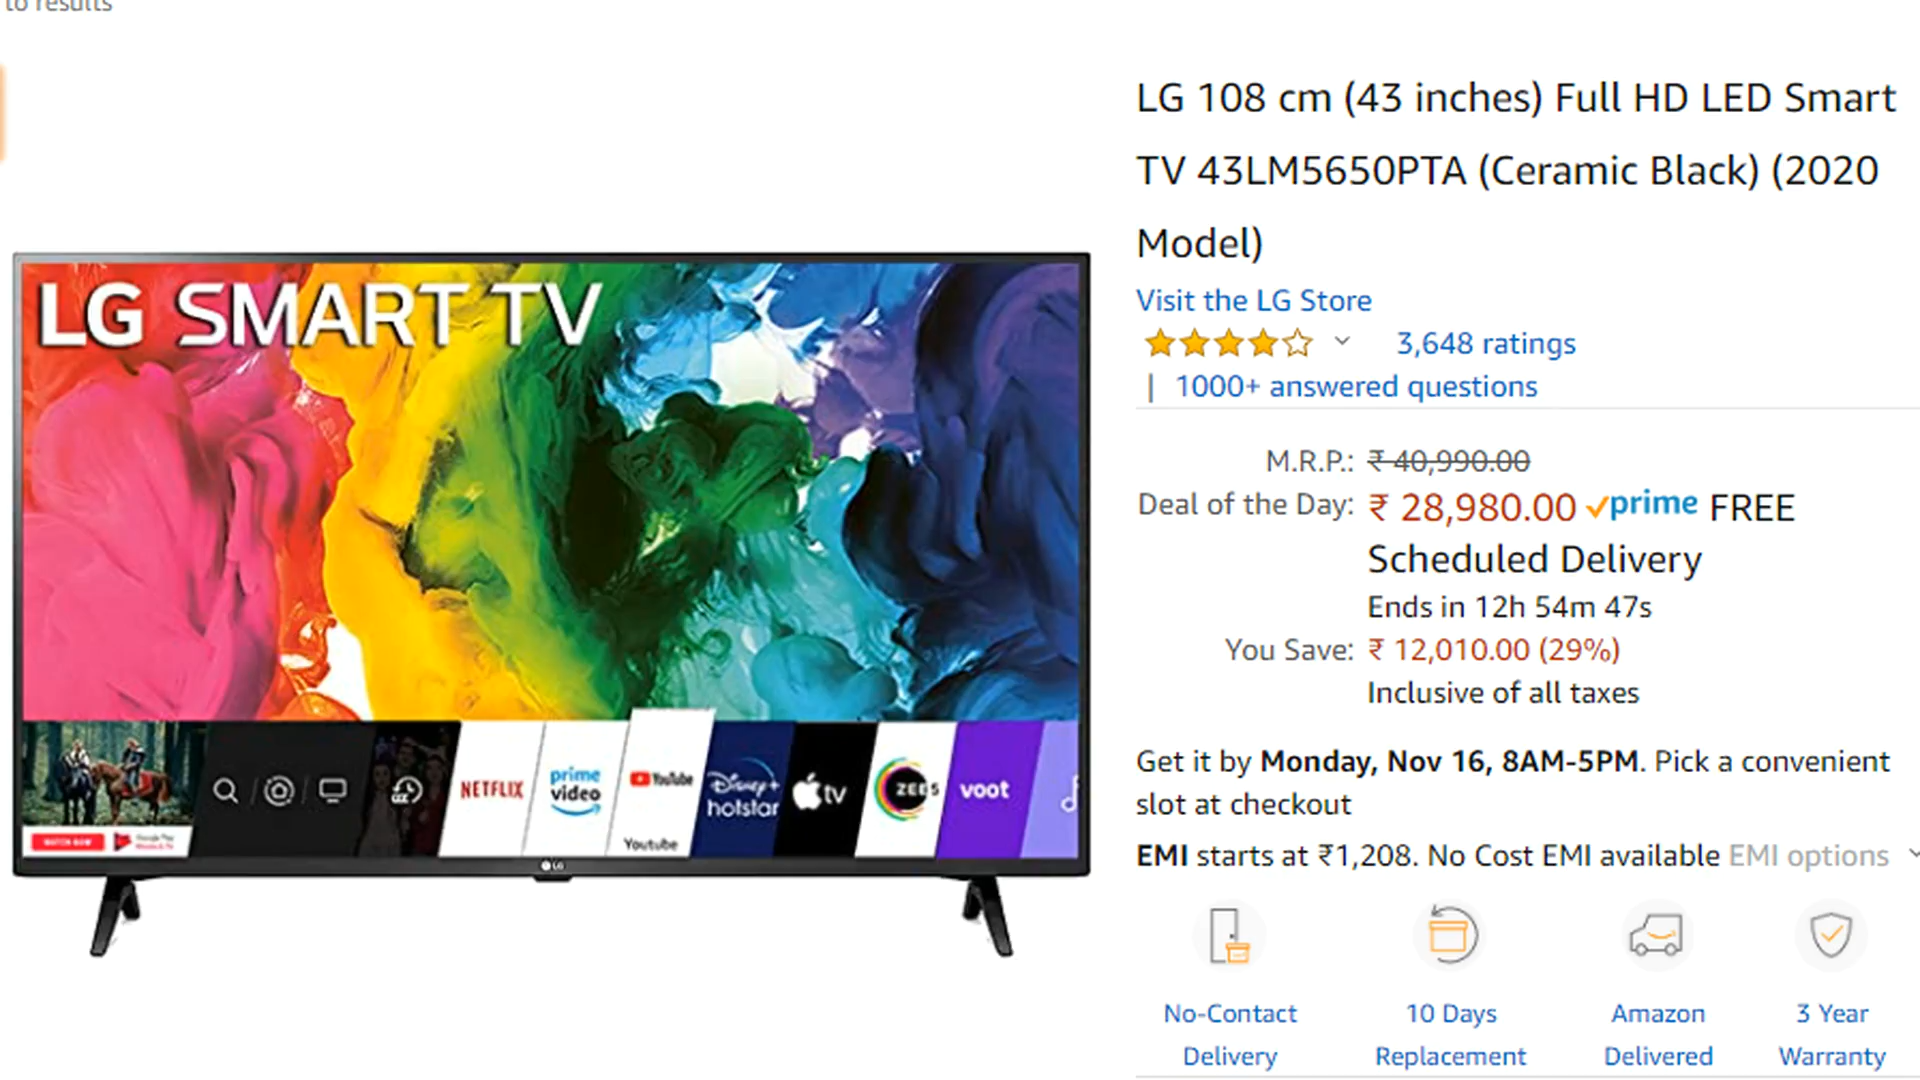 to results
LG 108 cm (43 inches) Full HD LED Smart
TV 43LM5650PTA (Ceramic Black) (2020
Model)
Visit the LG Store
3,648 ratings
| 1000+ answered questions
M.R.P.: ₹ 40,990.00
Deal of the Day: ₹ 28,980.00 prime FREE
Scheduled Delivery
Ends in 12h 54m 47s
You Save: ₹ 12,010.00 (29%)
Inclusive of all taxes
Get it by Monday, Nov 16, 8AM-5PM. Pick a convenient
slot at checkout
EMI starts at ₹1,208. No Cost EMI available EMI options
No-Contact
Delivery
10 Days
Replacement
Amazon
Delivered
3 Year
Warranty
LG SMART TV
NETFLIX
prime
video
YouTube
Youtube
Disney+
hotstar
tv
ZEE5
voot
WATCH NOW
LG